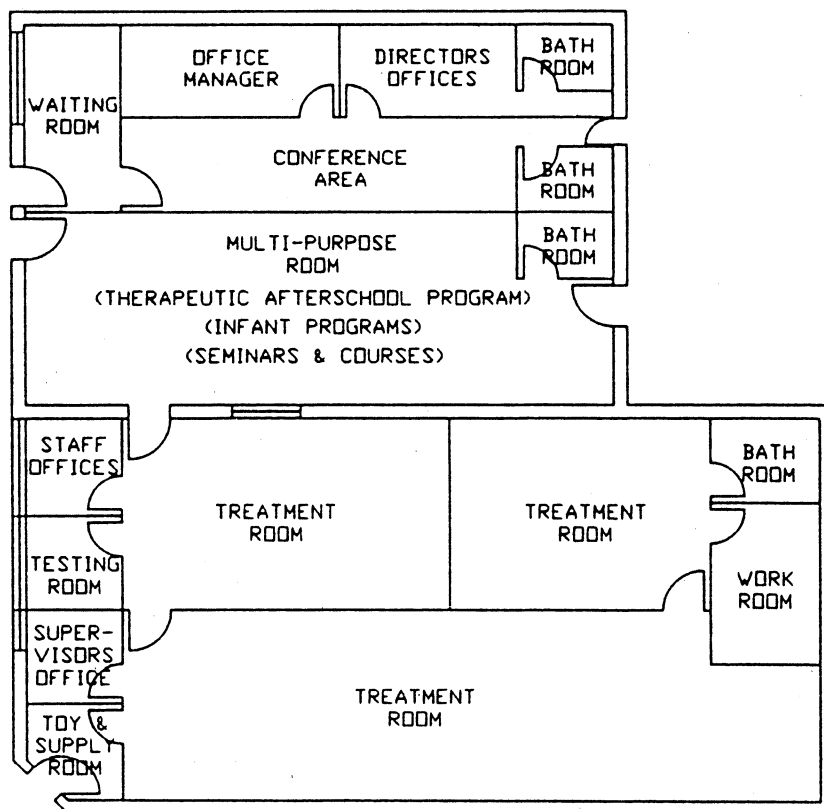 OFFICE
MANAGER
DIRECTORS
OFFICES
BATH
ROOM
WAITING
ROOM
CONFERENCE
AREA
BATH
ROOM
MULTI-PURPOSE
ROOM
BATH
ROOM
(THERAPEUTIC AFTERSCHOOL PROGRAM)
(INFANT PROGRAMS)
(SEMINARS & COURSES)
STAFF
OFFICES
TREATMENT
ROOM
TREATMENT
ROOM
BATH
ROOM
TESTING
ROOM
WORK
ROOM
SUPER-
VISORS
OFFICE
TREATMENT
ROOM
TOY &
SUPPLY
ROOM